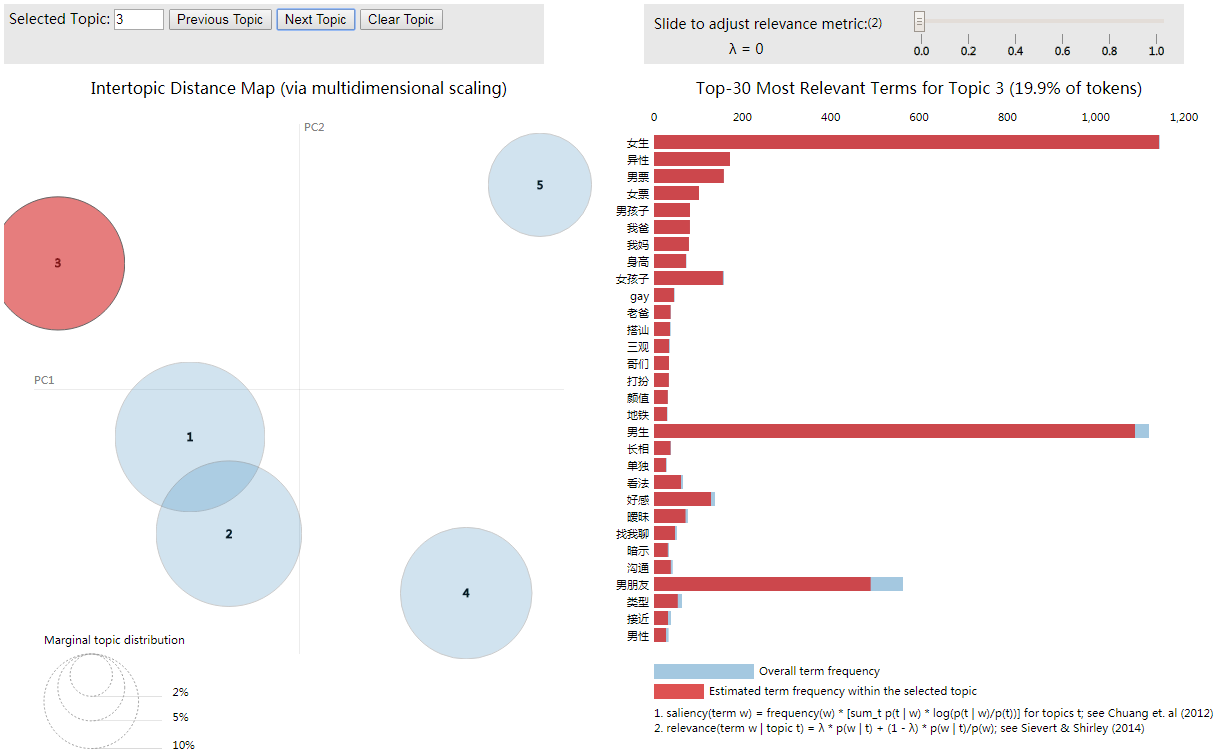 Selected Topic: 3 Previous Topic Next Topic Clear Topic
Slide to adjust relevance metric:(2)
λ = 0
0.0 0.2 0.4 0.6 0.8 1.0
Intertopic Distance Map (via multidimensional scaling)
PC2
PC1
5
3
1
2
4
Marginal topic distribution
2%
5%
10%
Top-30 Most Relevant Terms for Topic 3 (19.9% of tokens)
0 200 400 600 800 1,000 1,200
女生
异性
男票
女票
男孩子
我爸
我妈
身高
女孩子
gay
老爸
搭讪
三观
哥们
打扮
颜值
地铁
男生
长相
单独
看法
好感
暧昧
找我聊
暗示
沟通
男朋友
类型
接近
男性
Overall term frequency
Estimated term frequency within the selected topic
1. saliency(term w) = frequency(w) * [sum_t p(t | w) * log(p(t | w)/p(t))] for topics t; see Chuang et. al (2012)
2. relevance(term w | topic t) = λ * p(w | t) + (1 - λ) * p(w | t)/p(w); see Sievert & Shirley (2014)